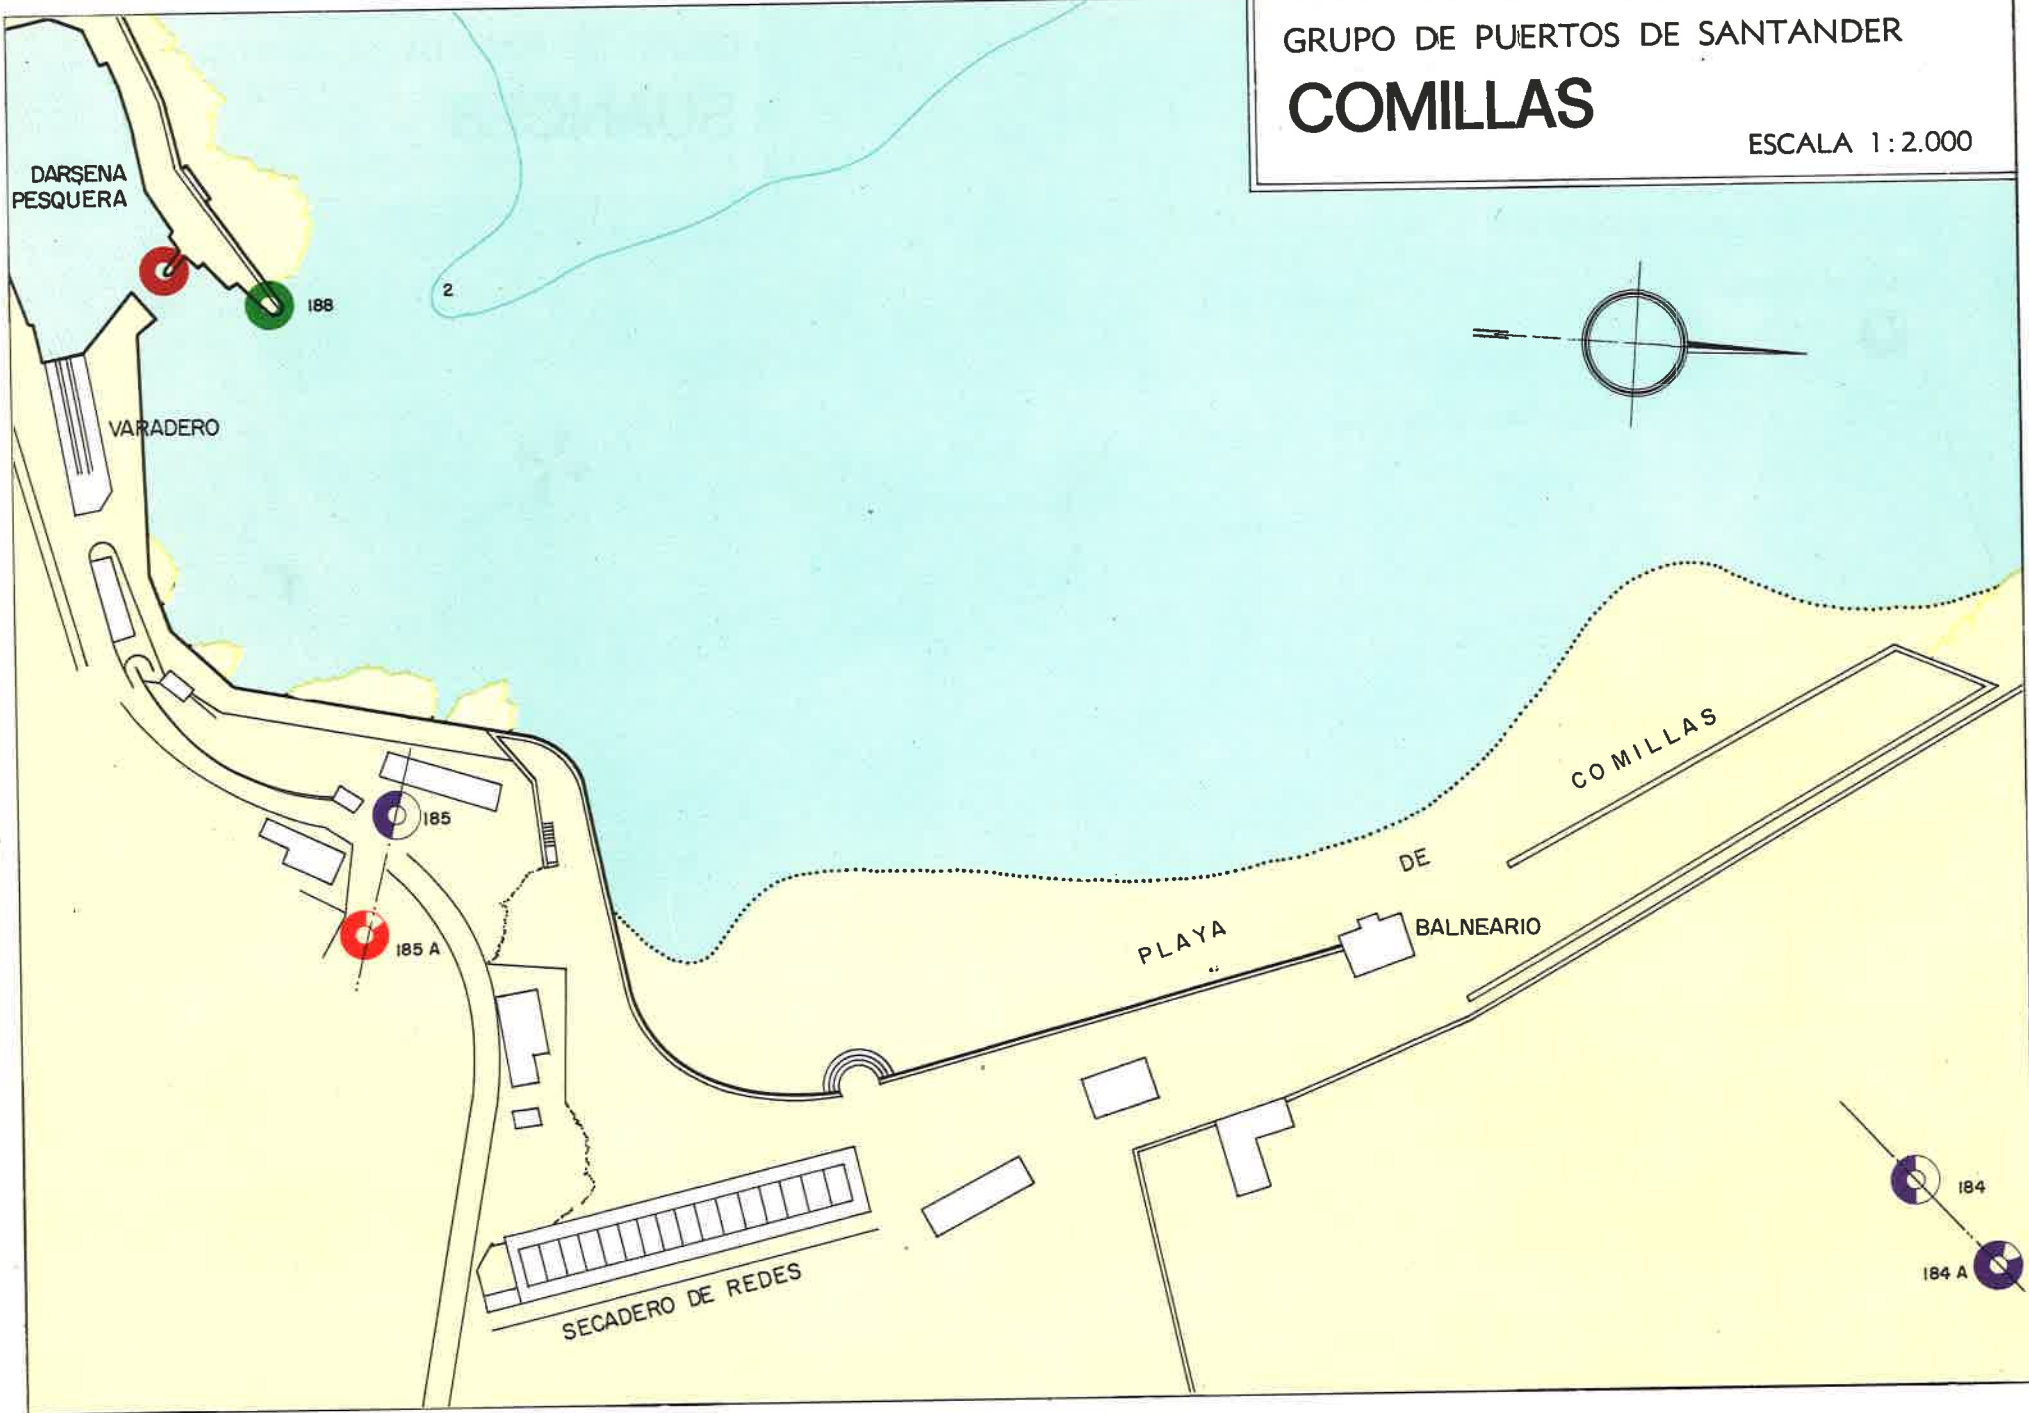 GRUPO DE PUERTOS DE SANTANDER
COMILLAS
ESCALA 1:2.000
DARSENA
PESQUERA
188
2
VARADERO
185
185 A
PLAYA DE COMILLAS
BALNEARIO
SECADERO DE REDES
184
184 A